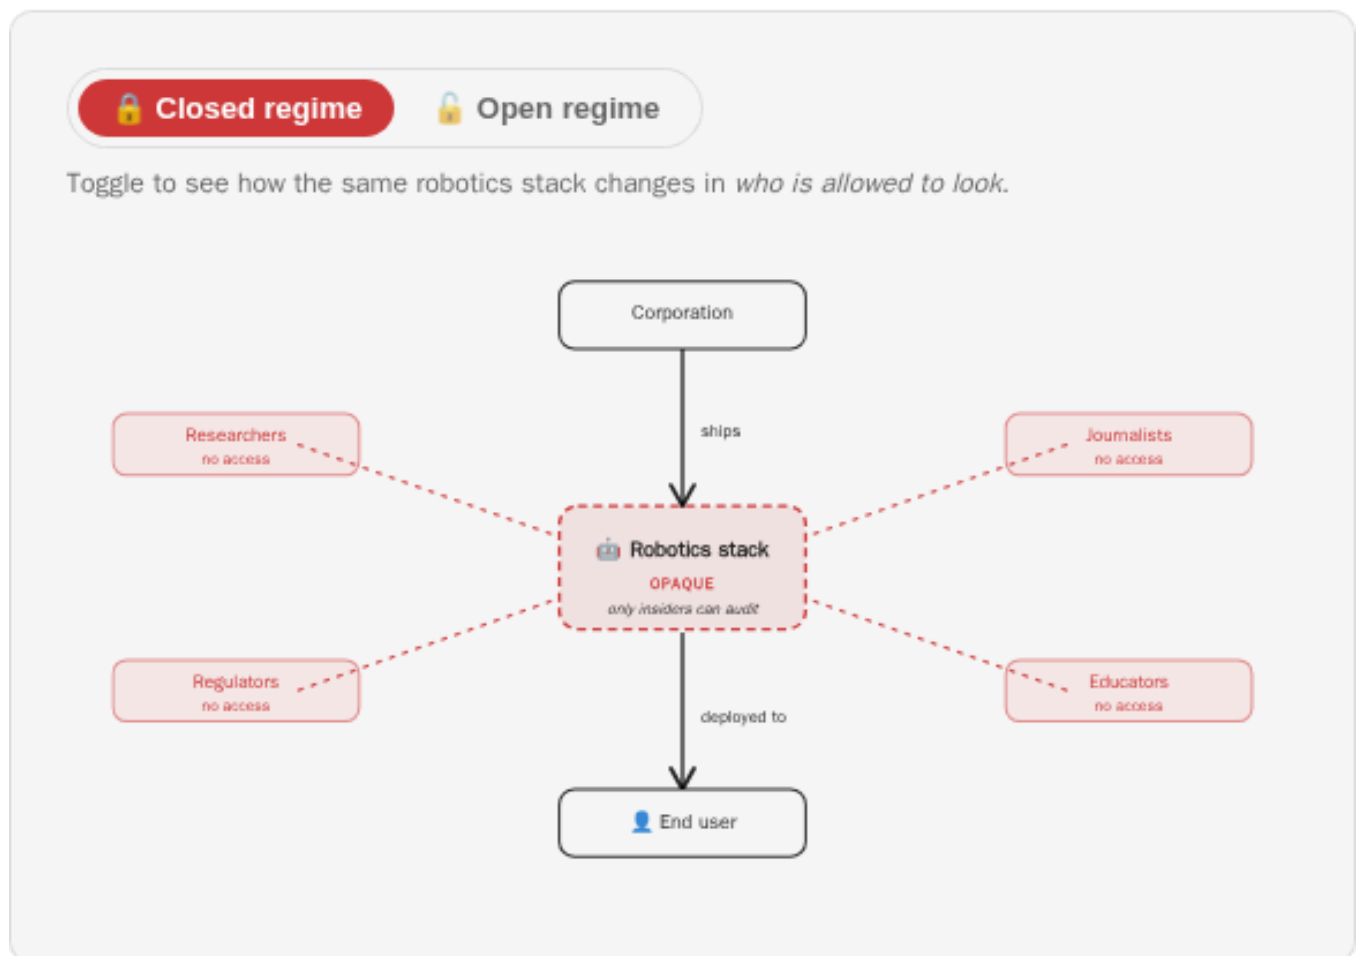 🔒 Closed regime
🔓 Open regime
Toggle to see how the same robotics stack changes in who is allowed to look.
Corporation
ships
Researchers
no access
Journalists
no access
🤖 Robotics stack
OPAQUE
only insiders can audit
Regulators
no access
Educators
no access
deployed to
👤 End user